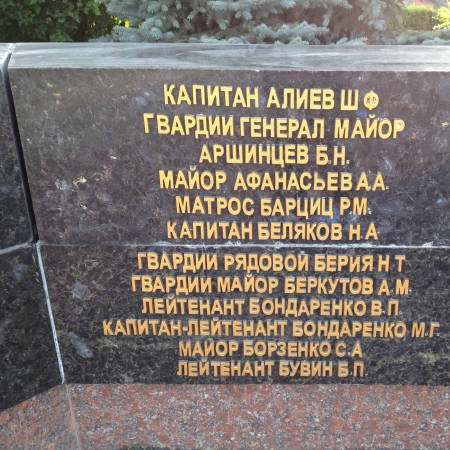 КАПИТАН АЛИЕВ Ш Ф
ГВАРДИИ ГЕНЕРАЛ МАЙОР
АРШИНЦЕВ Б.Н.
МАЙОР АФАНАСЬЕВ А.А.
МАТРОС БАРЦИЦ Р.М.
КАПИТАН БЕЛЯКОВ Н.А
ГВАРДИИ РЯДОВОЙ БЕРИЯ Н Т
ГВАРДИИ МАЙОР БЕРКУТОВ А.М.
ЛЕЙТЕНАНТ БОНДАРЕНКО В.П
КАПИТАН-ЛЕЙТЕНАНТ БОНДАРЕНКО М.Г.
МАЙОР БОРЗЕНКО С.А
ЛЕЙТЕНАНТ БУВИН Б.П.